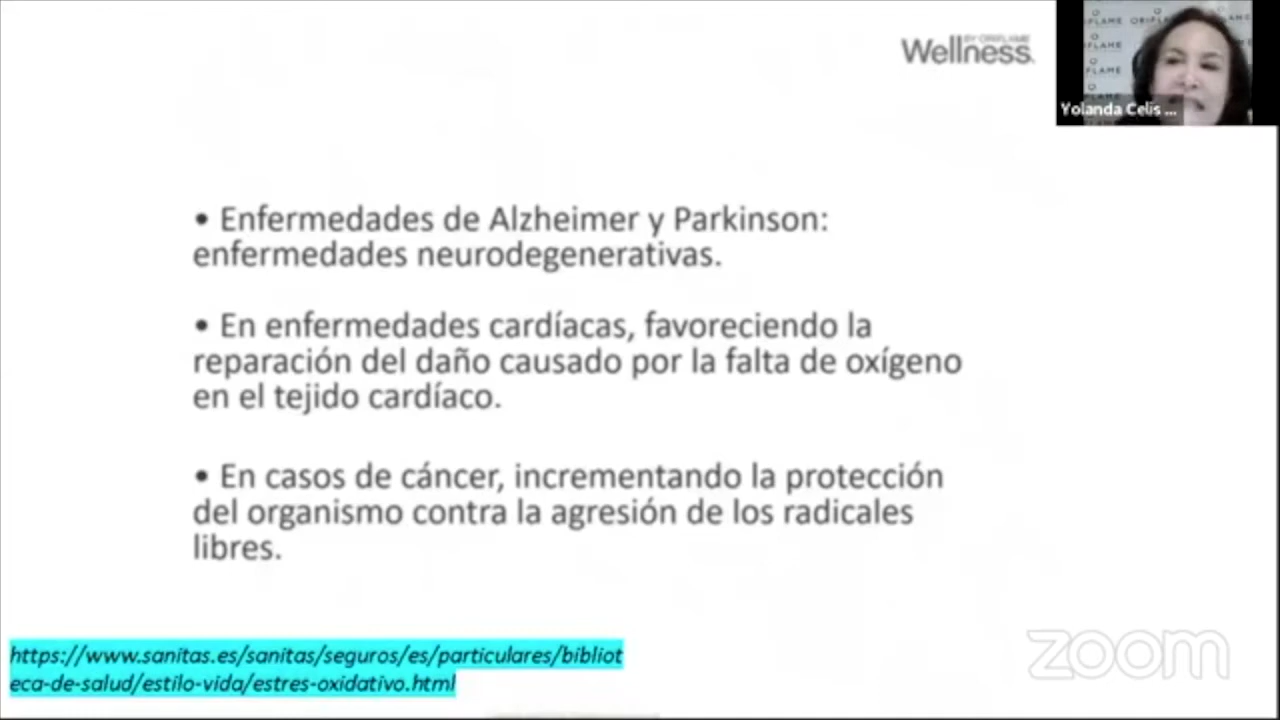 BY ORIFLAME
Wellness.
Yolanda Celis ...
• Enfermedades de Alzheimer y Parkinson:
enfermedades neurodegenerativas.
• En enfermedades cardíacas, favoreciendo la
reparación del daño causado por la falta de oxígeno
en el tejido cardíaco.
• En casos de cáncer, incrementando la protección
del organismo contra la agresión de los radicales
libres.
https://www.sanitas.es/sanitas/seguros/es/particulares/bibliot
eca-de-salud/estilo-vida/estres-oxidativo.html
zoom